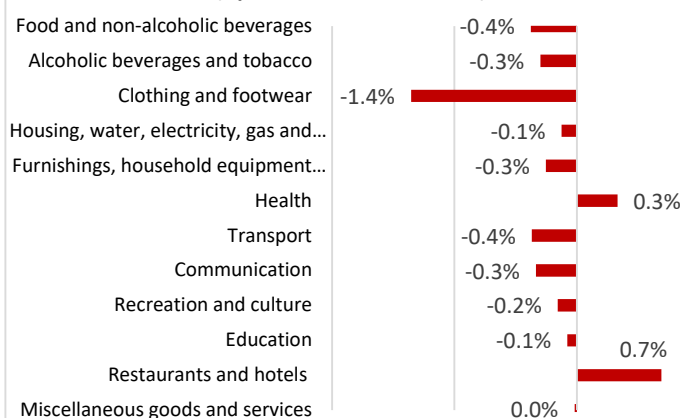 Food and non-alcoholic beverages -0.4%
Alcoholic beverages and tobacco -0.3%
Clothing and footwear -1.4%
Housing, water, electricity, gas and... -0.1%
Furnishings, household equipment... -0.3%
Health 0.3%
Transport -0.4%
Communication -0.3%
Recreation and culture -0.2%
Education -0.1%
Restaurants and hotels 0.7%
Miscellaneous goods and services 0.0%